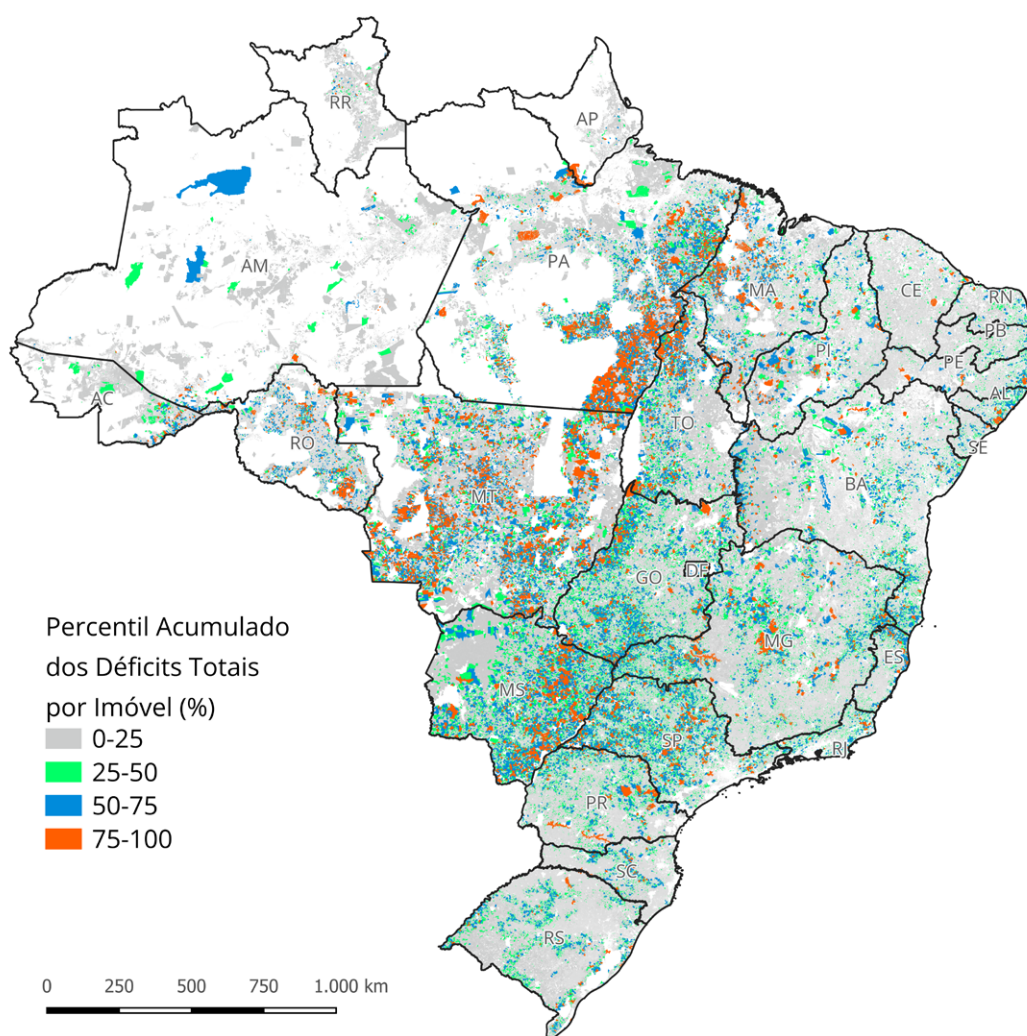 RR
AP
AM
PA
MA
CE
RN
PB
PI
PE
AC
AL
TO
SE
RO
BA
MT
GO
DF
MG
ES
MS
SP
RJ
PR
SC
RS
Percentil Acumulado
dos Déficits Totais
por Imóvel (%)
0-25
25-50
50-75
75-100
0 250 500 750 1.000 km